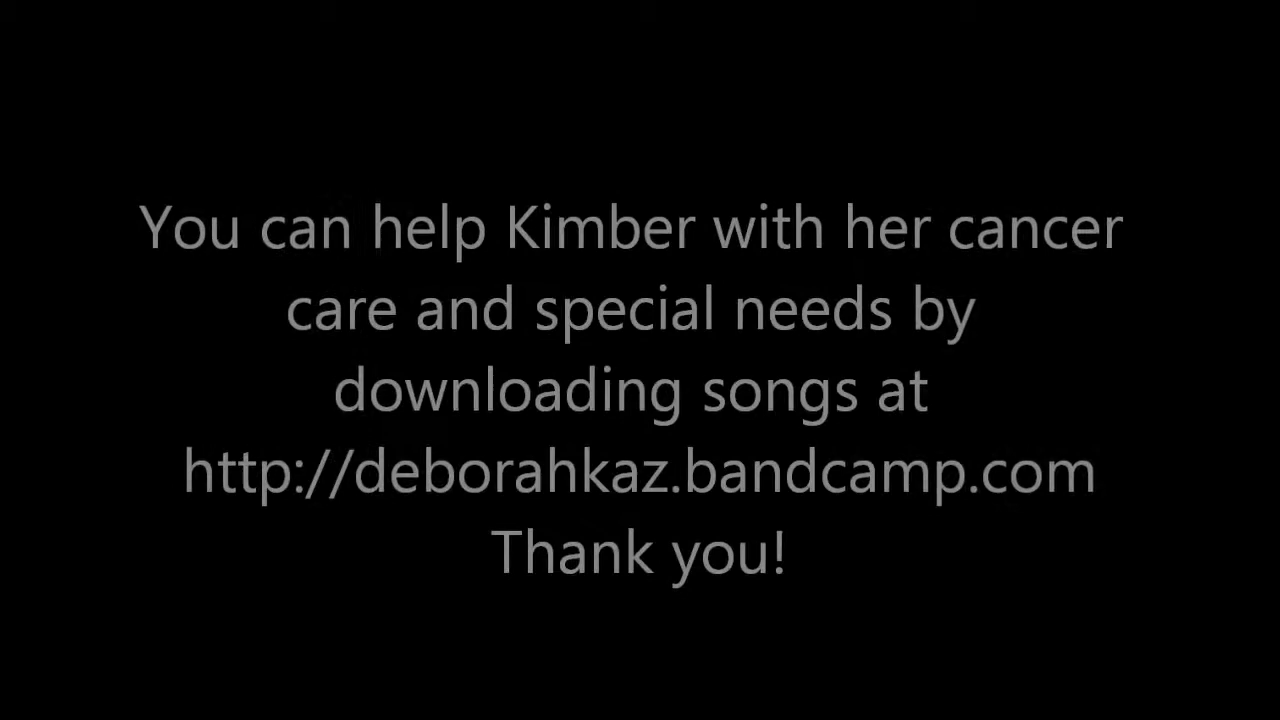 You can help Kimber with her cancer
care and special needs by
downloading songs at
http://deborahkaz.bandcamp.com
Thank you!